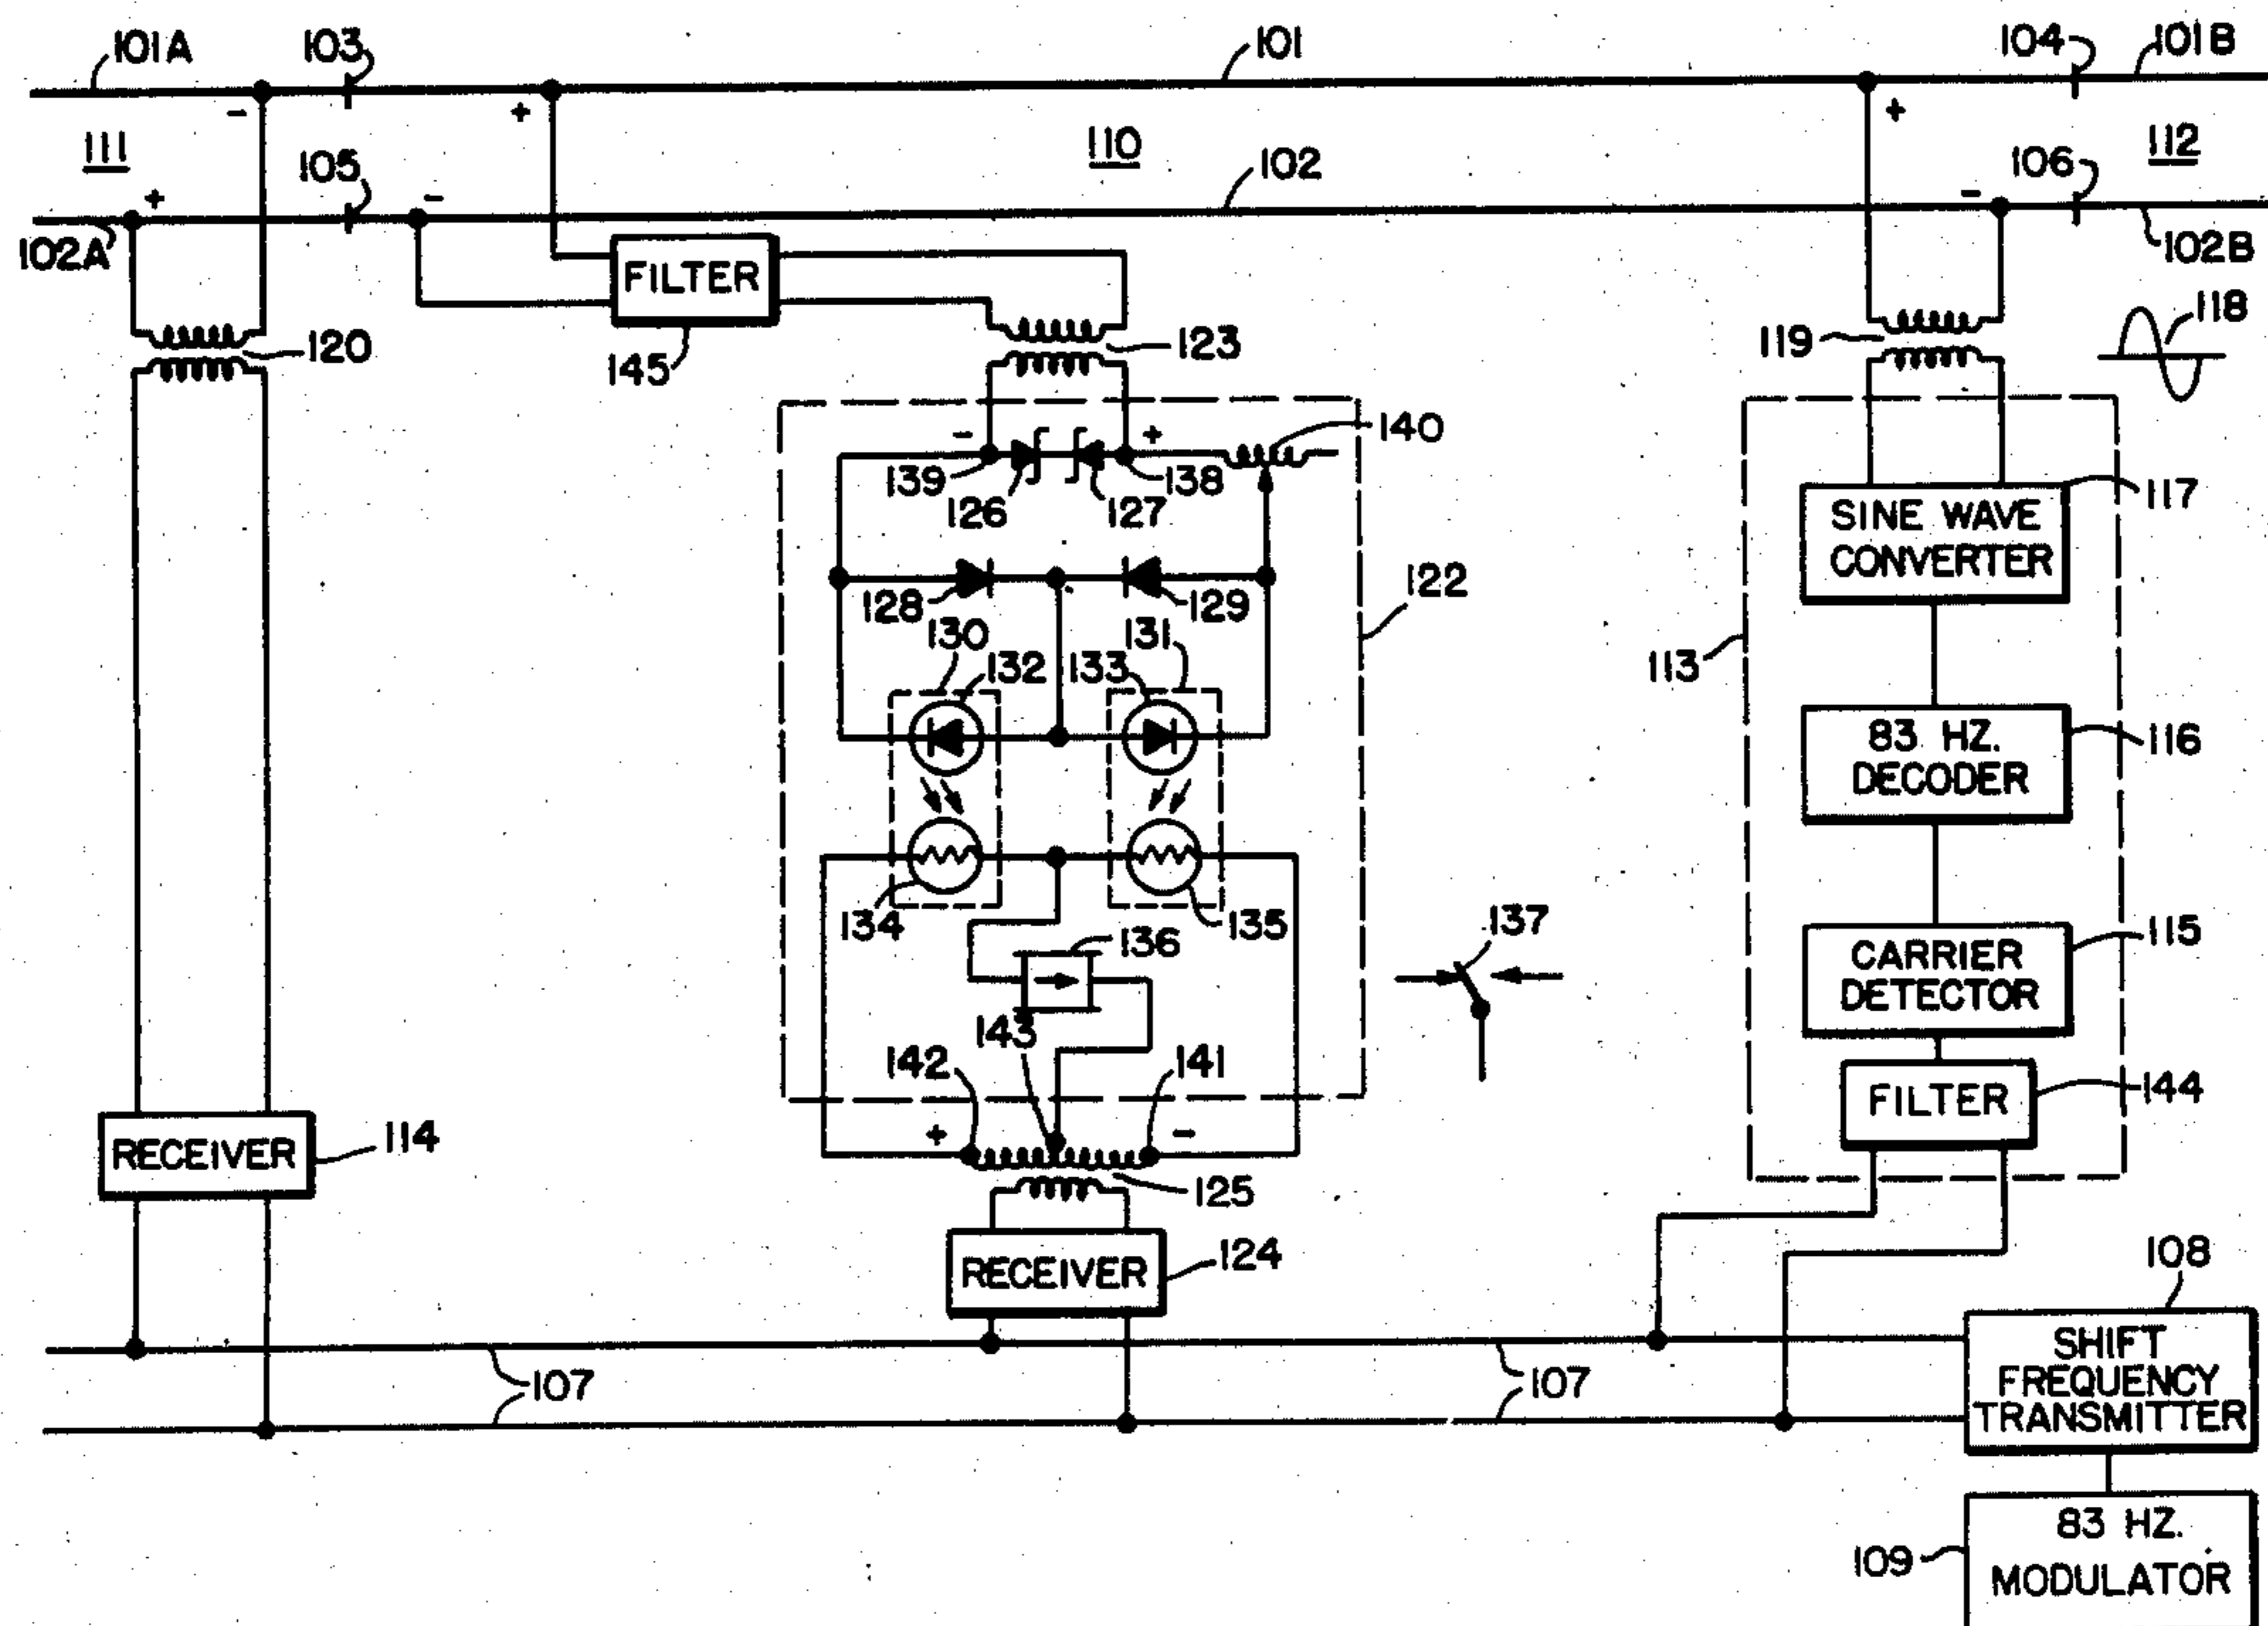 101A
103
101
104
101B
-
+
+
111
110
112
105
102
106
+
-
-
102A
102B
FILTER
118
120
123
119
145
-
+
140
139
138
126
127
117
SINE WAVE
CONVERTER
128
129
122
130
131
132
133
113
83 HZ.
DECODER
116
134
135
137
136
115
CARRIER
DETECTOR
143
142
141
FILTER
144
RECEIVER
114
+
-
125
RECEIVER
124
108
SHIFT
FREQUENCY
TRANSMITTER
107
107
83 HZ.
MODULATOR
109